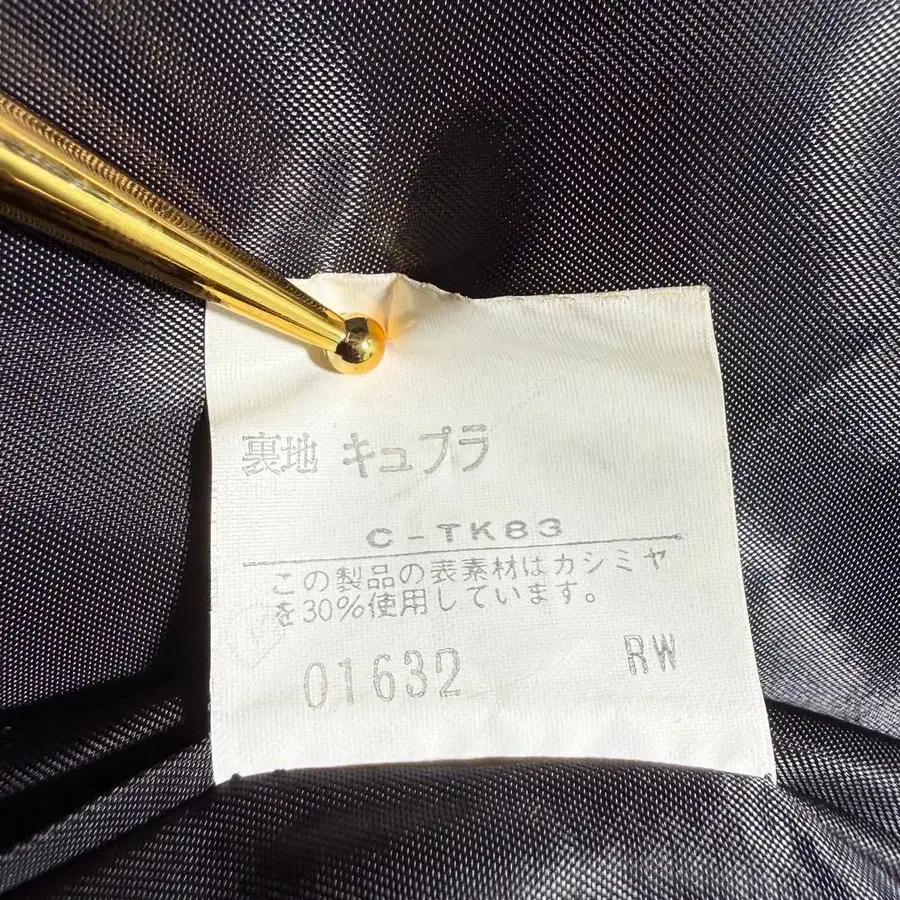 裏地 キュプラ
C-TK83
この製品の表素材はカシミヤ
を30%使用しています。
01632 RW